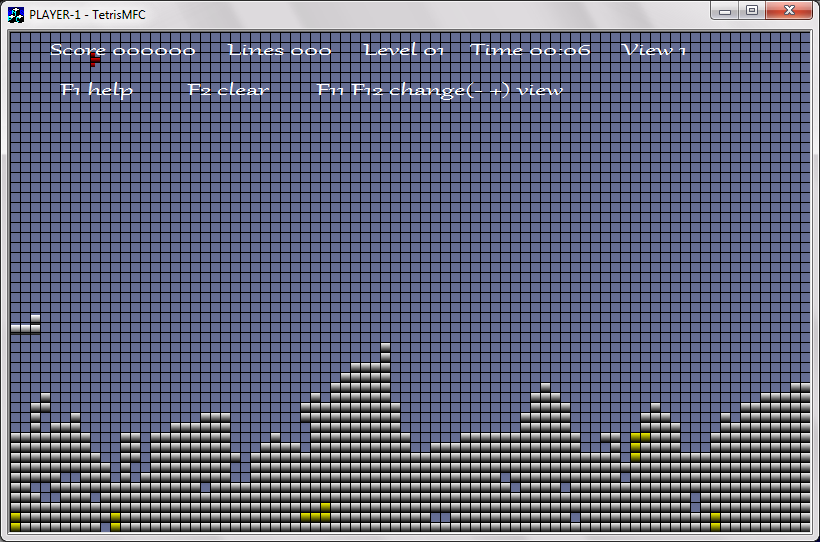 PLAYER-1 - TetrisMFC
Score 000000 Lines 000 Level 01 Time 00:06 View 1
F1 help F2 clear F11 F12 change(- +) view